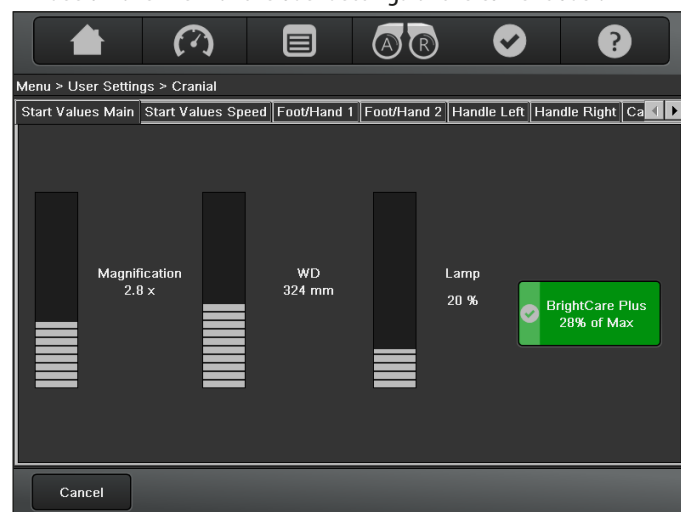 A R ?
Menu > User Settings > Cranial
Start Values Main Start Values Speed Foot/Hand 1 Foot/Hand 2 Handle Left Handle Right Ca
Magnification
2.8 x
WD
324 mm
Lamp
20 %
BrightCare Plus
28% of Max
Cancel